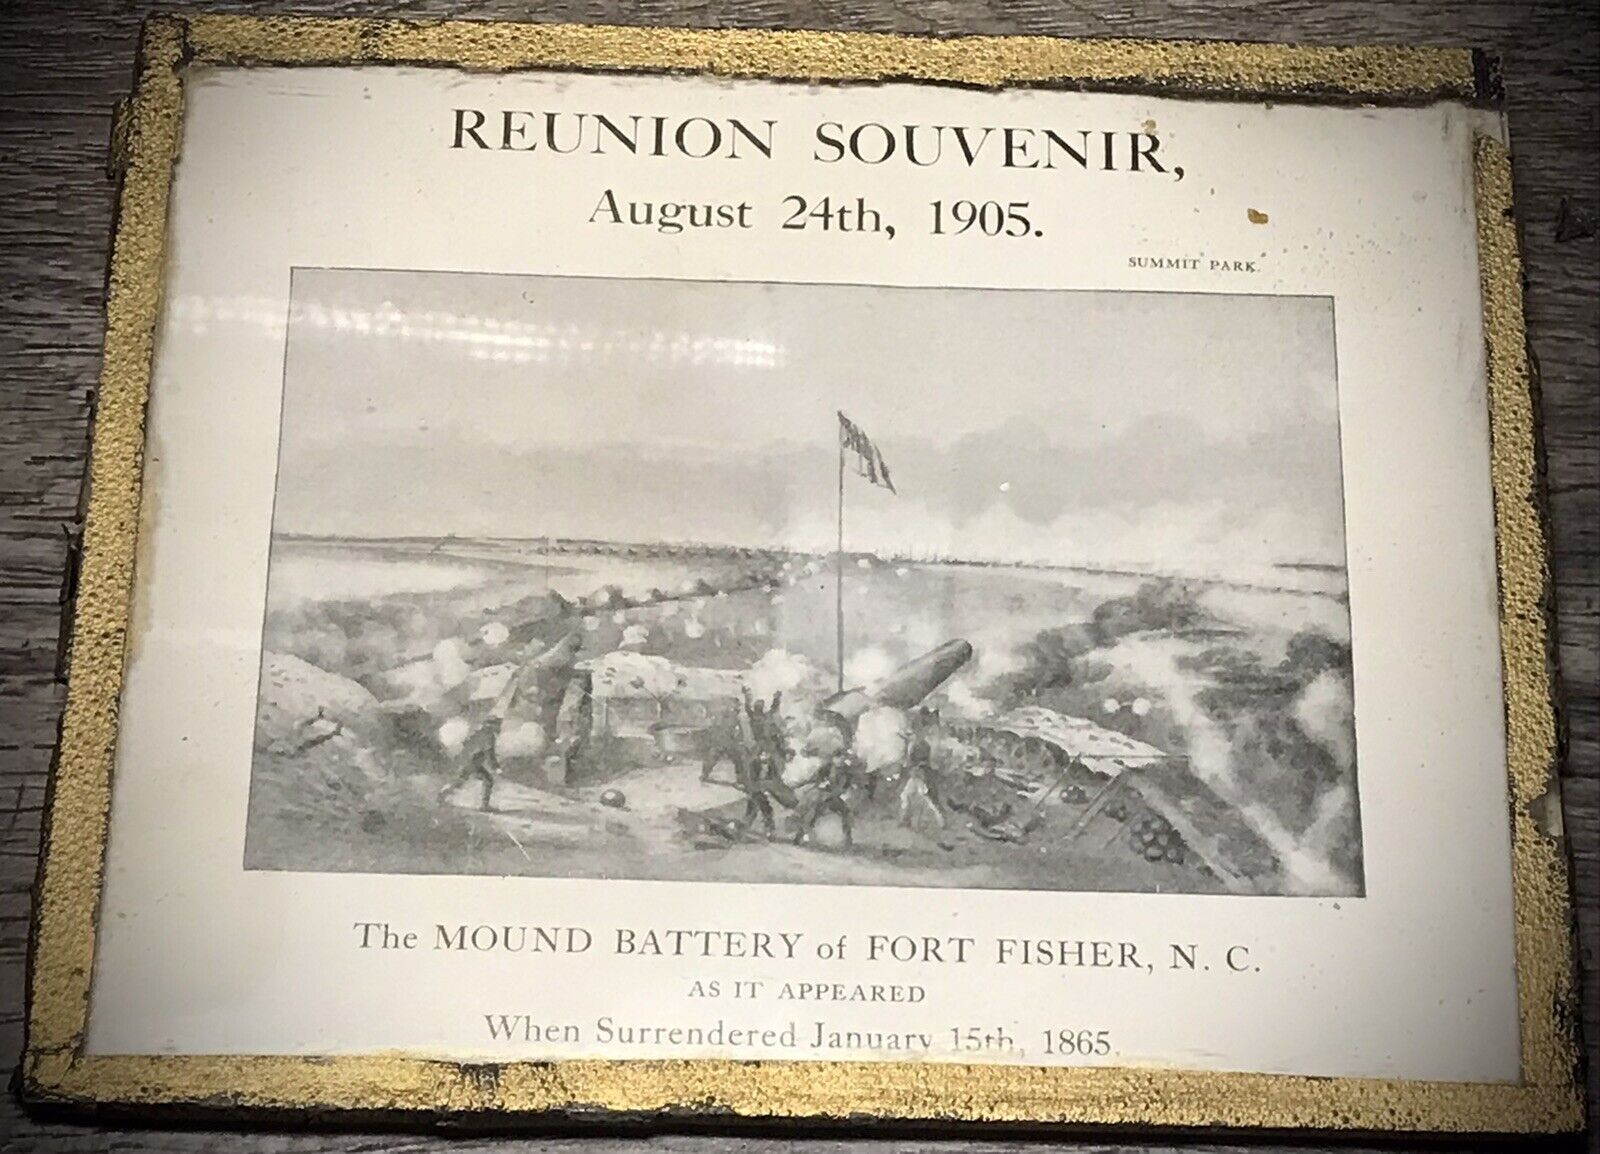 REUNION SOUVENIR,
August 24th, 1905.
SUMMIT PARK.
The MOUND BATTERY of FORT FISHER, N. C.
AS IT APPEARED
When Surrendered January 15th, 1865.